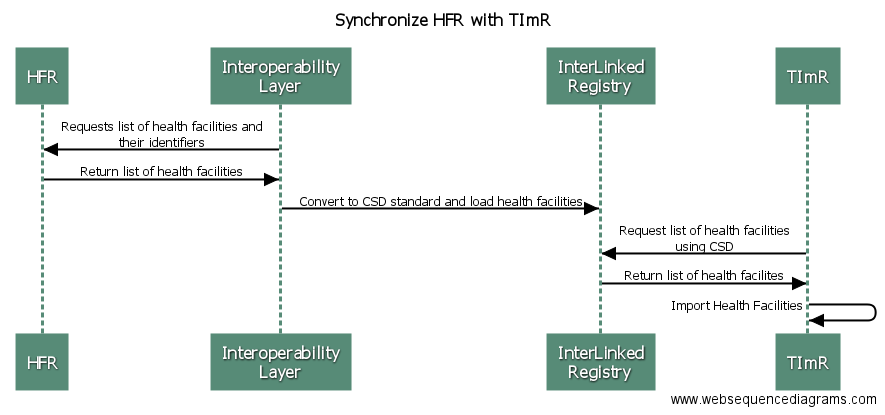 Synchronize HFR with TImR
HFR
Interoperability
Layer
InterLinked
Registry
TImR
Requests list of health facilities and
their identifiers
Return list of health facilities
Convert to CSD standard and load health facilities
Request list of health facilities
using CSD
Return list of health facilites
Import Health Facilities
HFR
Interoperability
Layer
InterLinked
Registry
TImR
www.websequencediagrams.com